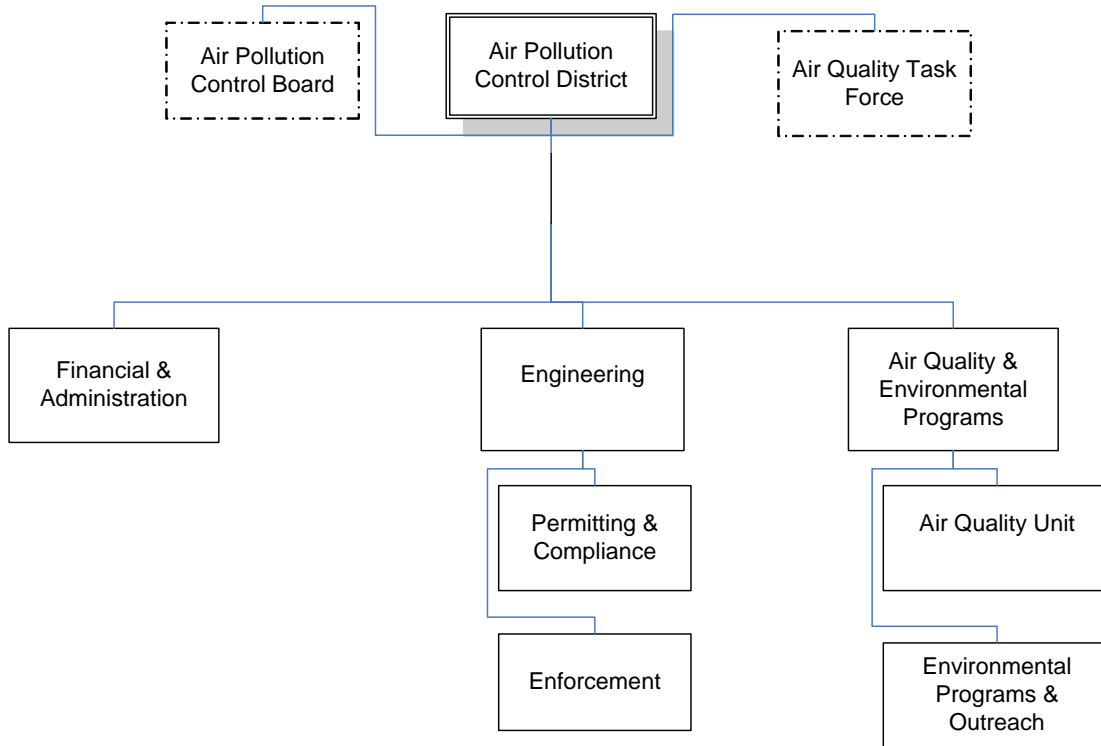 Air Pollution
Control Board
Air Pollution
Control District
Air Quality Task
Force
Financial &
Administration
Engineering
Air Quality &
Environmental
Programs
Permitting &
Compliance
Air Quality Unit
Enforcement
Environmental
Programs &
Outreach